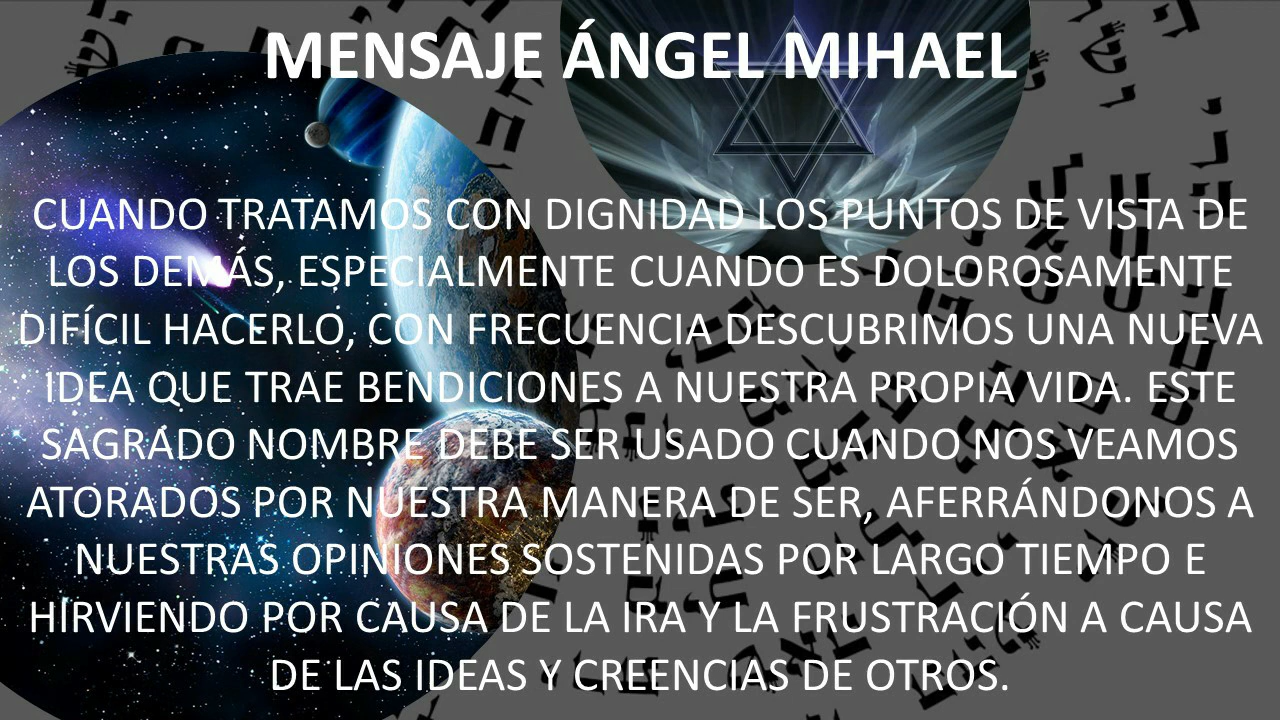 MENSAJE ÁNGEL MIHAEL
CUANDO TRATAMOS CON DIGNIDAD LOS PUNTOS DE VISTA DE
LOS DEMÁS, ESPECIALMENTE CUANDO ES DOLOROSAMENTE
DIFÍCIL HACERLO, CON FRECUENCIA DESCUBRIMOS UNA NUEVA
IDEA QUE TRAE BENDICIONES A NUESTRA PROPIA VIDA. ESTE
SAGRADO NOMBRE DEBE SER USADO CUANDO NOS VEAMOS
ATORADOS POR NUESTRA MANERA DE SER, AFERRÁNDONOS A
NUESTRAS OPINIONES SOSTENIDAS POR LARGO TIEMPO E
HIRVIENDO POR CAUSA DE LA IRA Y LA FRUSTRACIÓN A CAUSA
DE LAS IDEAS Y CREENCIAS DE OTROS.